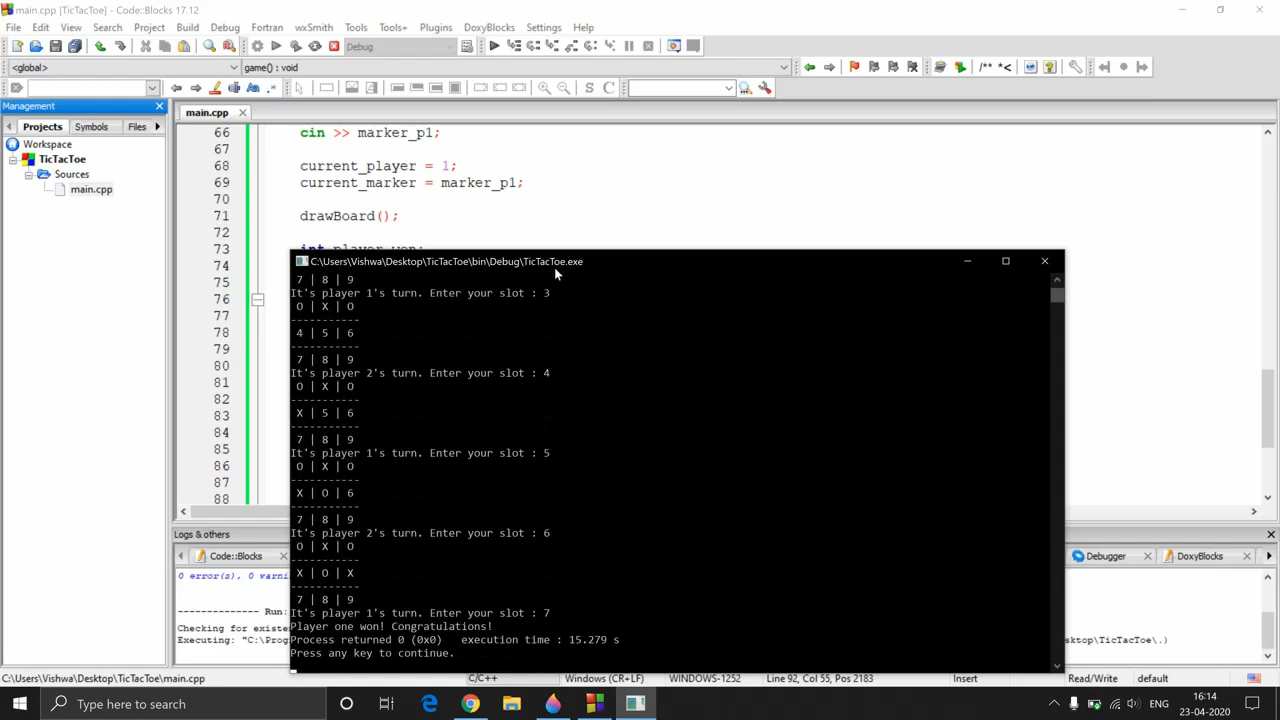 main.cpp [TicTacToe] - Code::Blocks 17.12
File Edit View Search Project Build Debug Fortran wxSmith Tools Tools+ Plugins DoxyBlocks Settings Help
Debug
<global> game() : void
/** *<
S C
Management
main.cpp
Projects Symbols Files
Workspace
TicTacToe
Sources
main.cpp
66 cin >> marker_p1;
67
68 current_player = 1;
69 current_marker = marker_p1;
70
71 drawBoard();
72
73 int player_won;
74
75
76
77
78
79
80
81
82
83
84
85
86
87
88
C:\Users\Vishwa\Desktop\TicTacToe\bin\Debug\TicTacToe.exe
7 | 8 | 9
It's player 1's turn. Enter your slot : 3
O | X | O
-----------
4 | 5 | 6
-----------
7 | 8 | 9
It's player 2's turn. Enter your slot : 4
O | X | O
-----------
X | 5 | 6
-----------
7 | 8 | 9
It's player 1's turn. Enter your slot : 5
O | X | O
-----------
X | O | 6
-----------
7 | 8 | 9
It's player 2's turn. Enter your slot : 6
O | X | O
-----------
X | O | X
-----------
7 | 8 | 9
It's player 1's turn. Enter your slot : 7
Player one won! Congratulations!
Process returned 0 (0x0) execution time : 15.279 s
Press any key to continue.
Logs & others
Code::Blocks Debugger DoxyBlocks
0 error(s), 0 warni
-------------- Run:
Checking for existe
Executing: "C:\Prog sktop\TicTacToe\.)
C:\Users\Vishwa\Desktop\TicTacToe\main.cpp C/C++ Windows (CR+LF) WINDOWS-1252 Line 92, Col 55, Pos 2183 Insert Read/Write default
Type here to search
ENG
16:14
23-04-2020